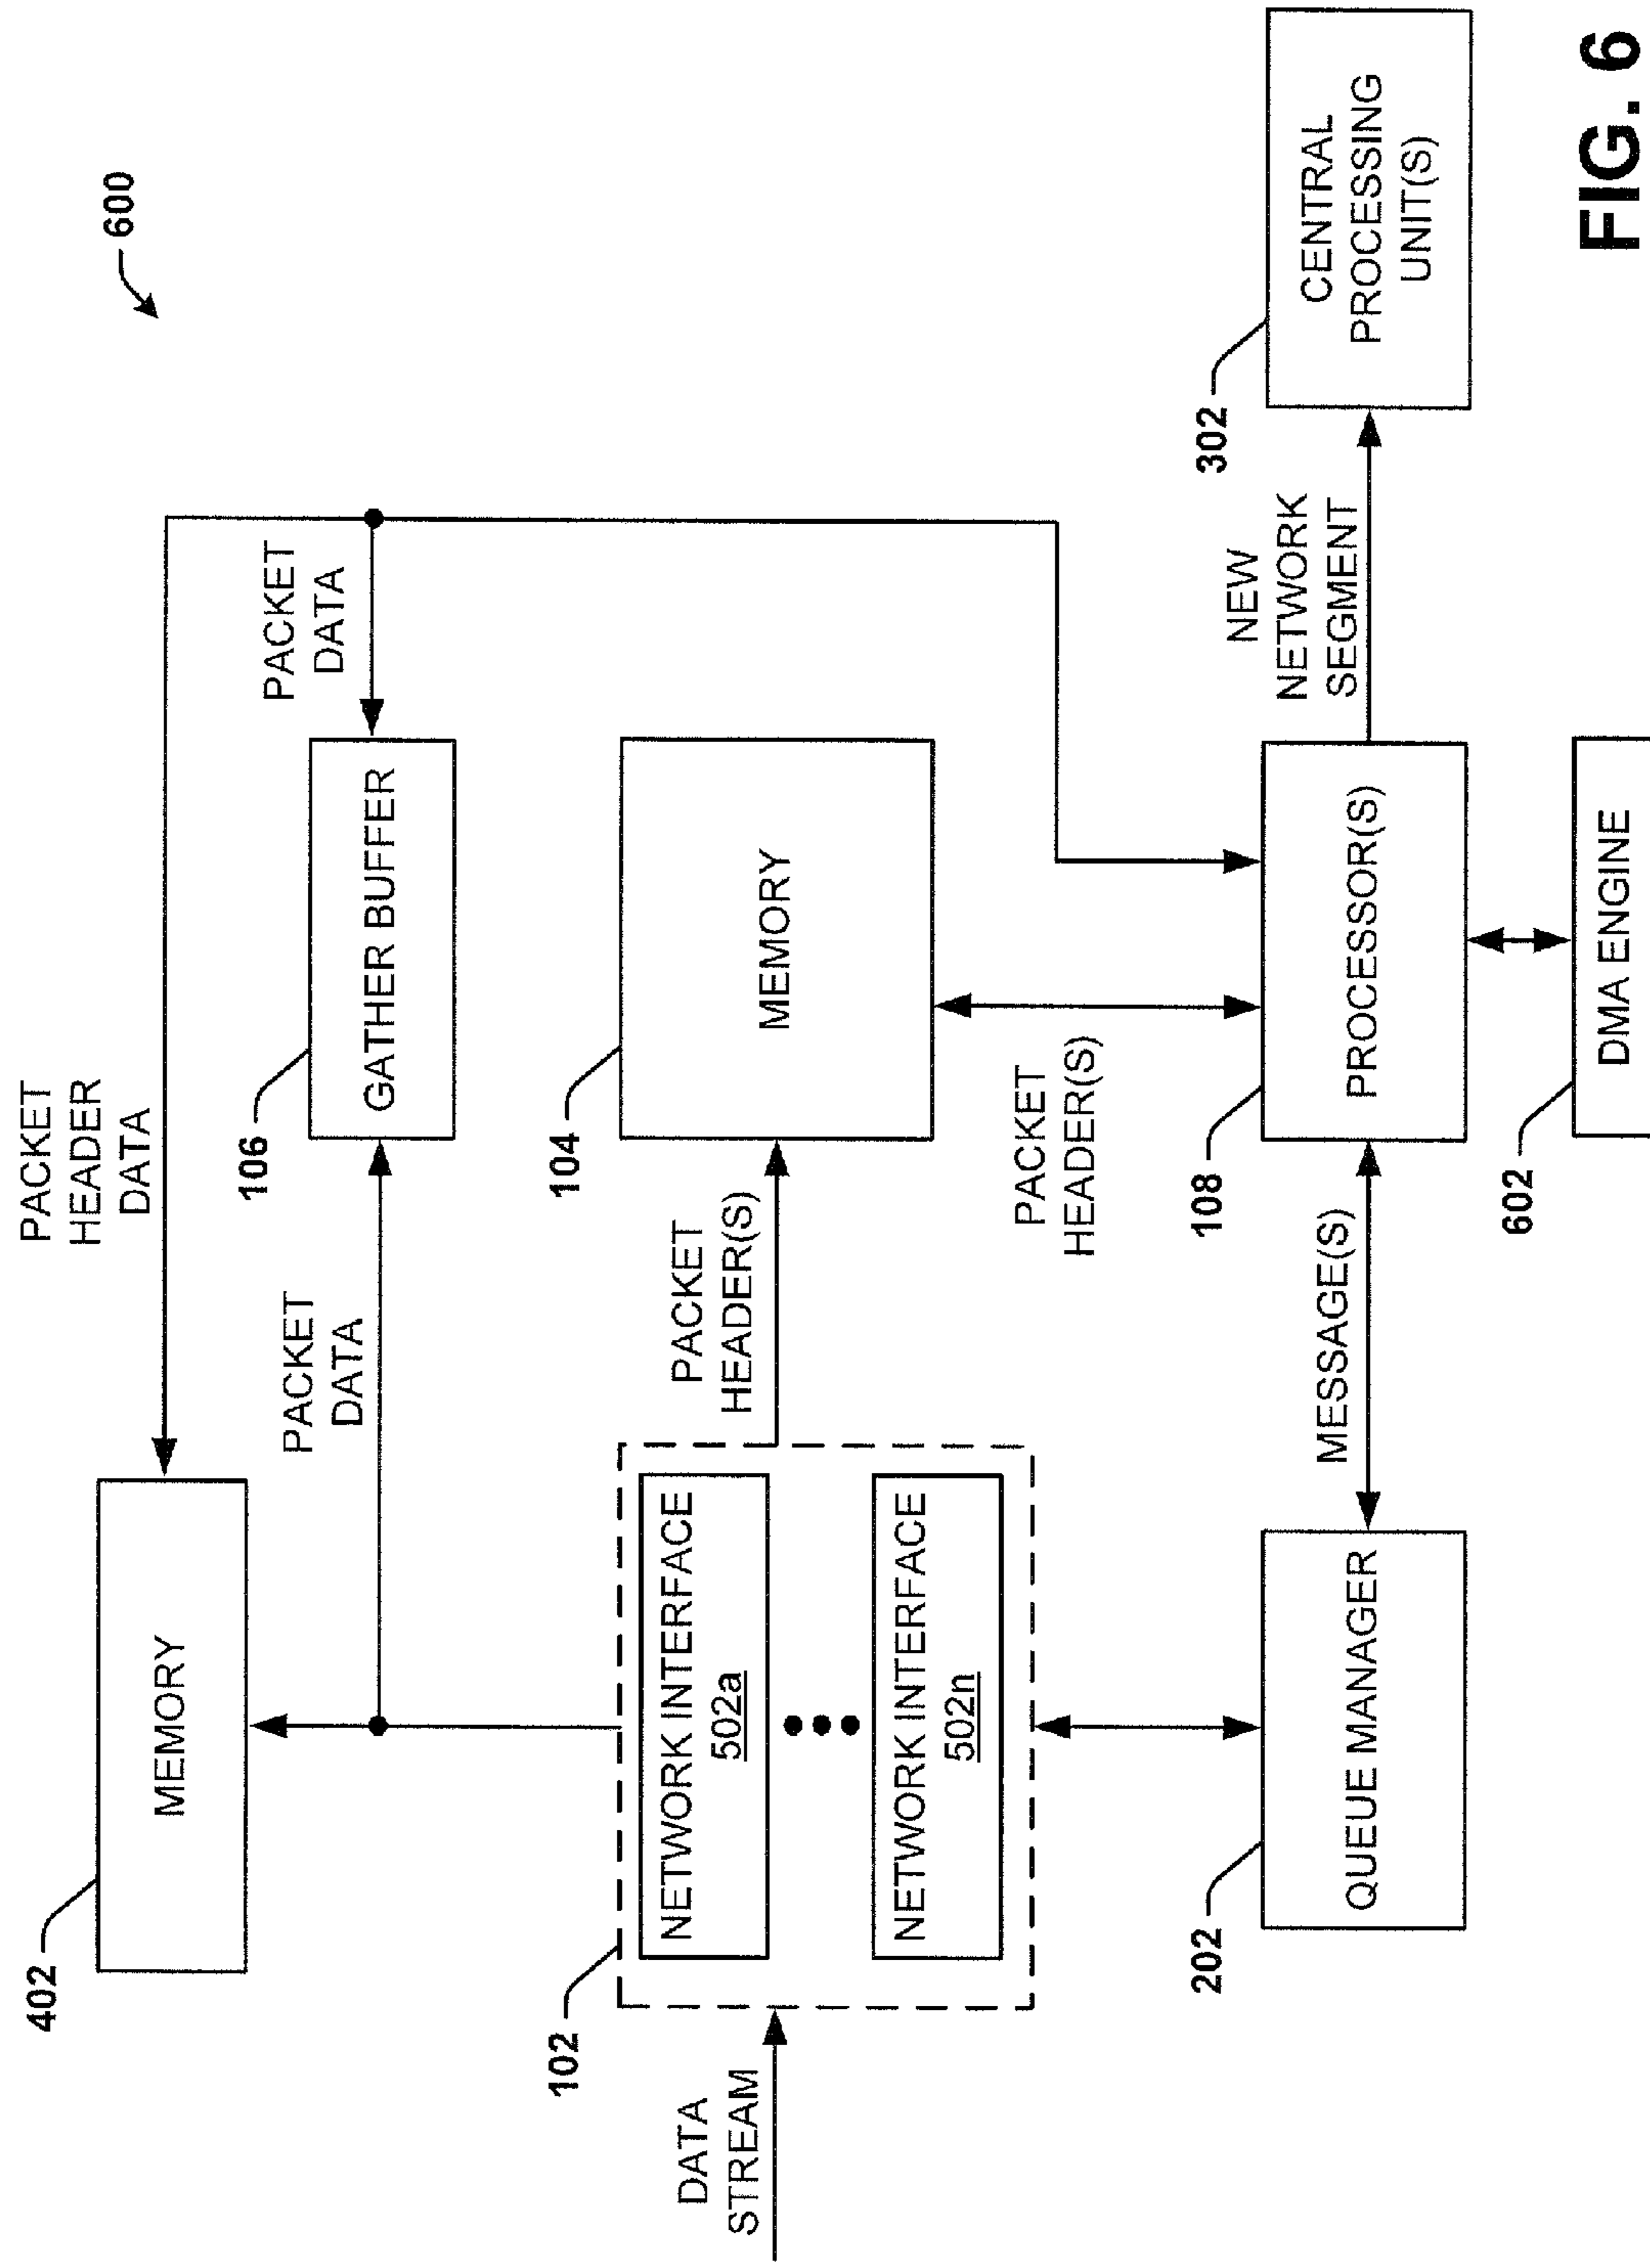 600
PACKET
HEADER
DATA
402
MEMORY
PACKET
DATA
106
GATHER BUFFER
PACKET
DATA
DATA
STREAM
102
NETWORK INTERFACE
502a
NETWORK INTERFACE
502n
PACKET
HEADER(S)
104
MEMORY
PACKET
HEADER(S)
202
QUEUE MANAGER
MESSAGE(S)
108
PROCESSOR(S)
NEW
NETWORK
SEGMENT
302
CENTRAL
PROCESSING
UNIT(S)
602
DMA ENGINE
FIG. 6